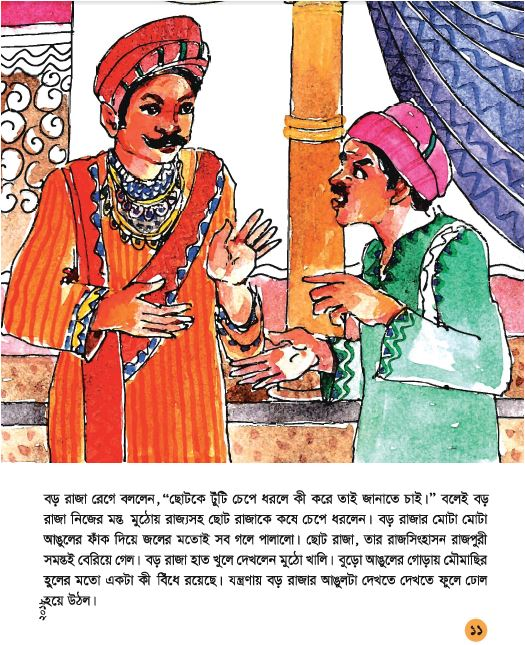 বড় রাজা রেগে বললেন,“ছোটকে টুঁটি চেপে ধরলে কী করে তাই জানাতে চাই।” বলেই বড়
রাজা নিজের মস্ত মুঠোয় রাজ্যসহ ছোট রাজাকে কষে চেপে ধরলেন। বড় রাজার মোটা মোটা
আঙুলের ফাঁক দিয়ে জলের মতোই সব গলে পালালো। ছোট রাজা, তার রাজসিংহাসন রাজপুরী
সমস্তই বেরিয়ে গেল। বড় রাজা হাত খুলে দেখলেন মুঠো খালি। বুড়ো আঙুলের গোড়ায় মৌমাছির
হুলের মতো একটা কী বিঁধে রয়েছে। যন্ত্রণায় বড় রাজার আঙুলটা দেখতে দেখতে ফুলে ঢোল
হয়ে উঠল।
১১